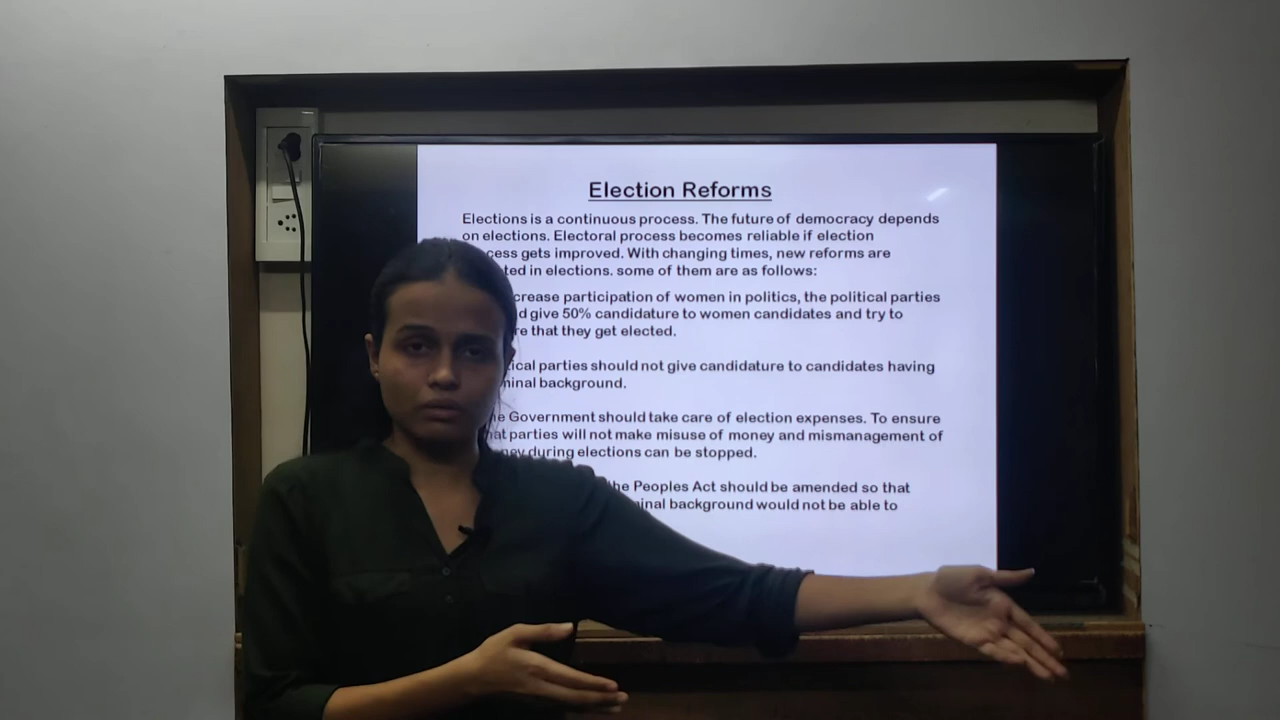 Election Reforms
Elections is a continuous process. The future of democracy depends
on elections. Electoral process becomes reliable if election
cess gets improved. With changing times, new reforms are
ted in elections. some of them are as follows:
crease participation of women in politics, the political parties
d give 50% candidature to women candidates and try to
re that they get elected.
ical parties should not give candidature to candidates having
minal background.
he Government should take care of election expenses. To ensure
hat parties will not make misuse of money and mismanagement of
ney during elections can be stopped.
the Peoples Act should be amended so that
inal background would not be able to